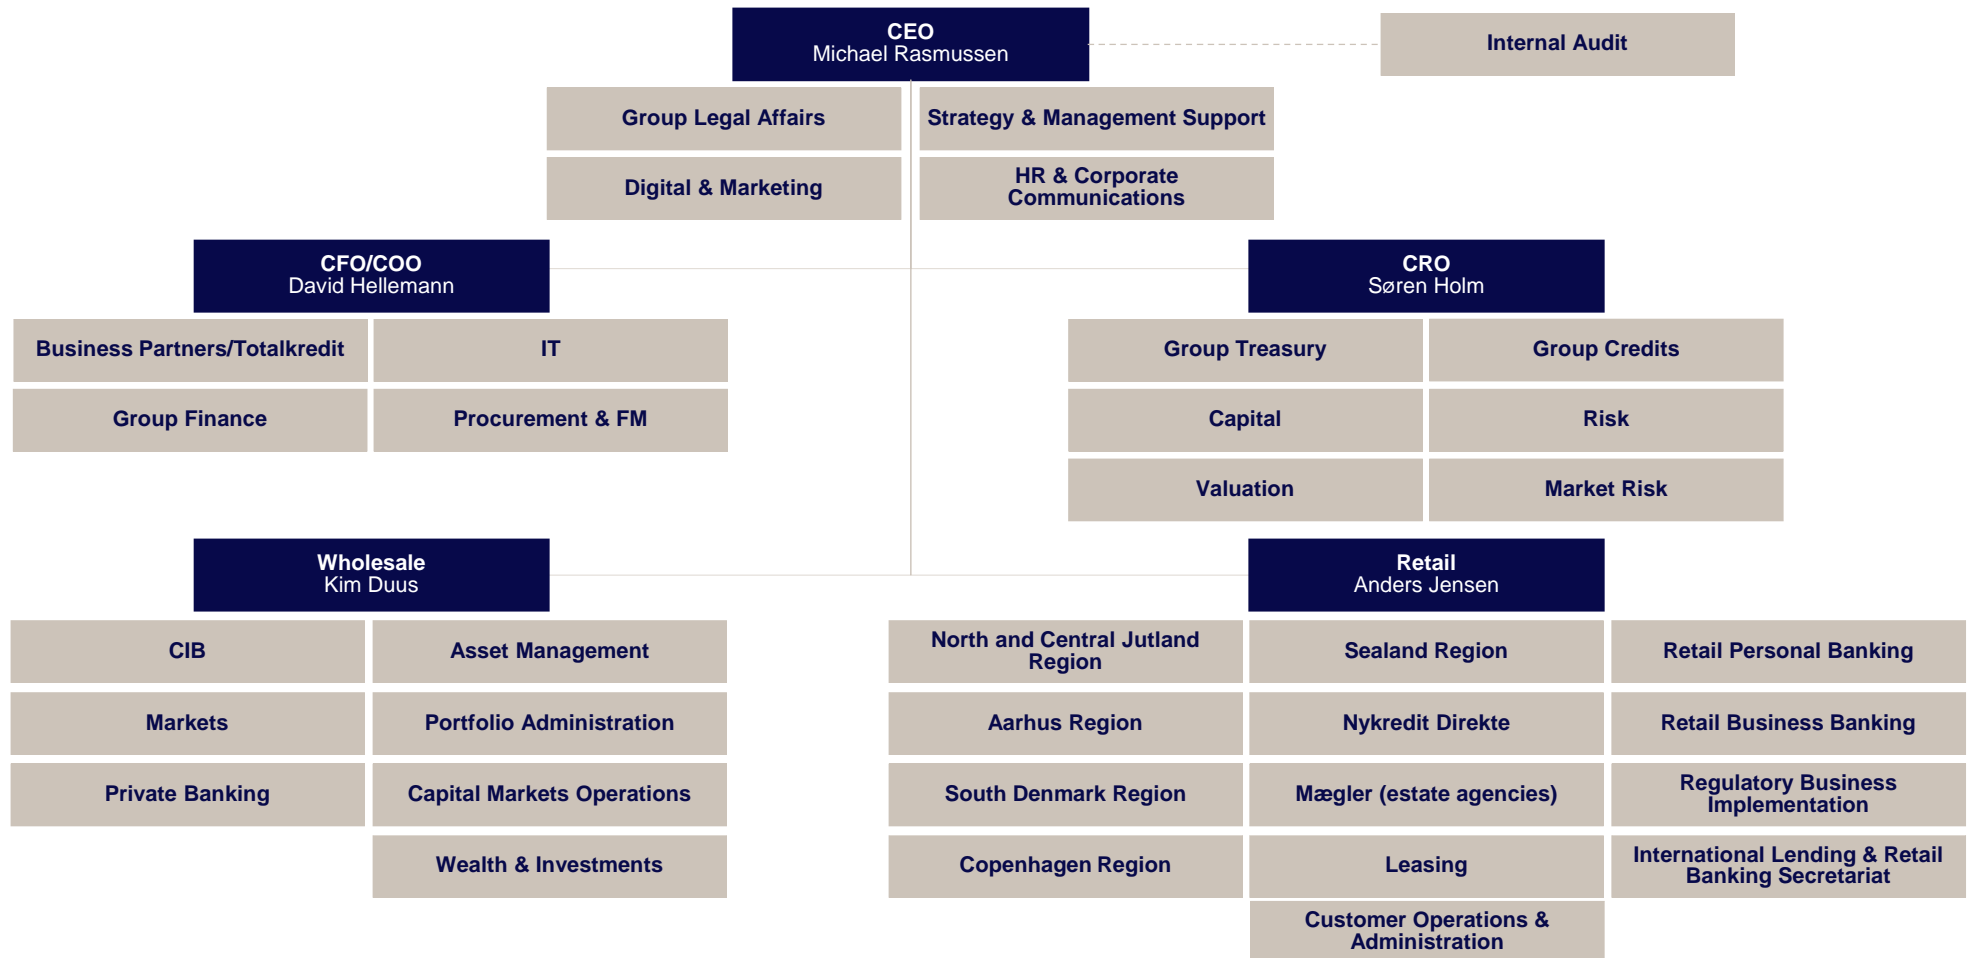 CEO
Michael Rasmussen
Internal Audit
Group Legal Affairs
Strategy & Management Support
Digital & Marketing
HR & Corporate
Communications
CFO/COO
David Hellemann
CRO
Søren Holm
Business Partners/Totalkredit
IT
Group Finance
Procurement & FM
Group Treasury
Group Credits
Capital
Risk
Valuation
Market Risk
Wholesale
Kim Duus
Retail
Anders Jensen
CIB
Asset Management
Markets
Portfolio Administration
Private Banking
Capital Markets Operations
Wealth & Investments
North and Central Jutland
Region
Sealand Region
Retail Personal Banking
Aarhus Region
Nykredit Direkte
Retail Business Banking
South Denmark Region
Mægler (estate agencies)
Regulatory Business
Implementation
Copenhagen Region
Leasing
International Lending & Retail
Banking Secretariat
Customer Operations &
Administration